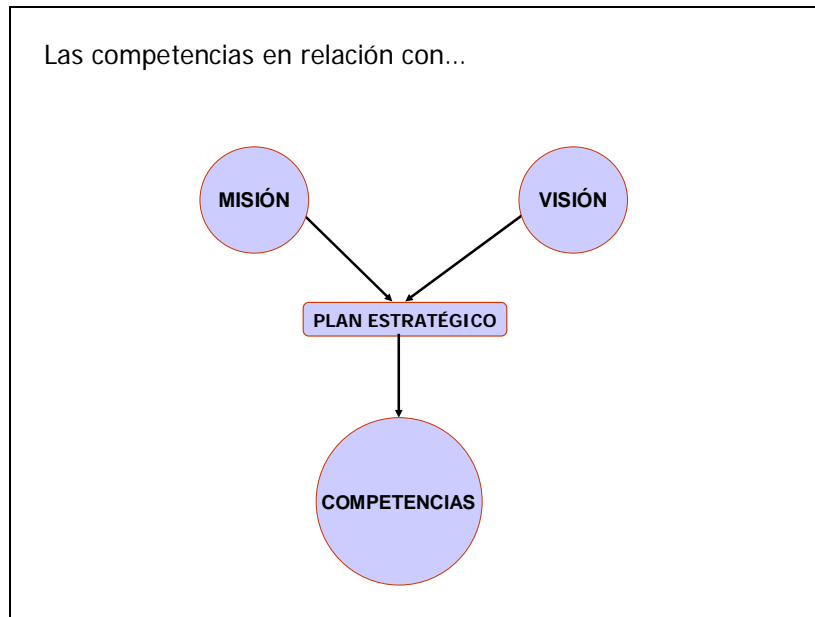 Las competencias en relación con...
MISIÓN
VISIÓN
PLAN ESTRATÉGICO
COMPETENCIAS